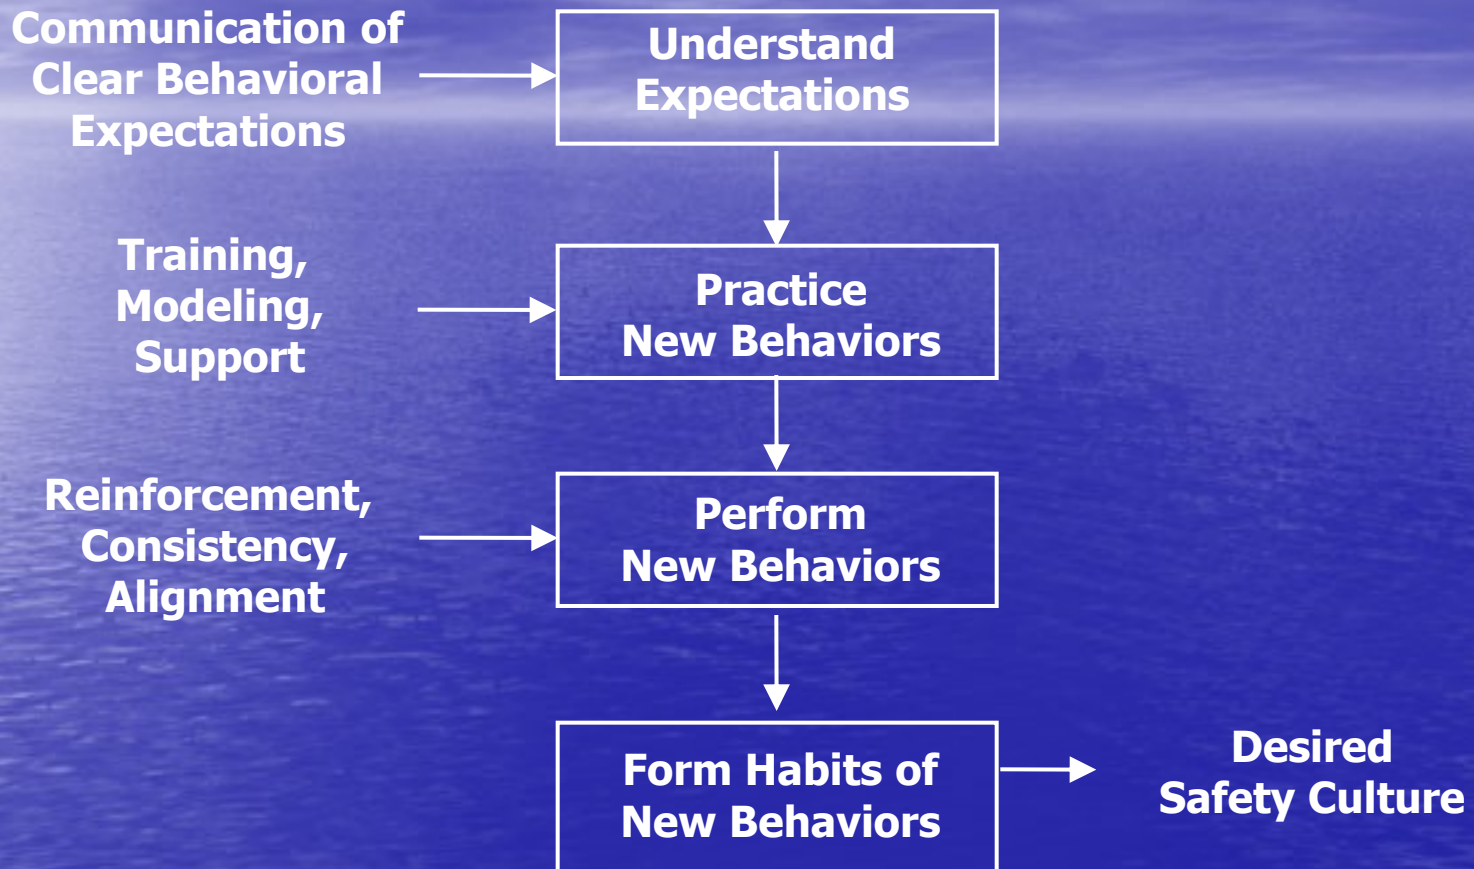 Communication of
Clear Behavioral
Expectations
Understand
Expectations
Training,
Modeling,
Support
Practice
New Behaviors
Reinforcement,
Consistency,
Alignment
Perform
New Behaviors
Form Habits of
New Behaviors
Desired
Safety Culture